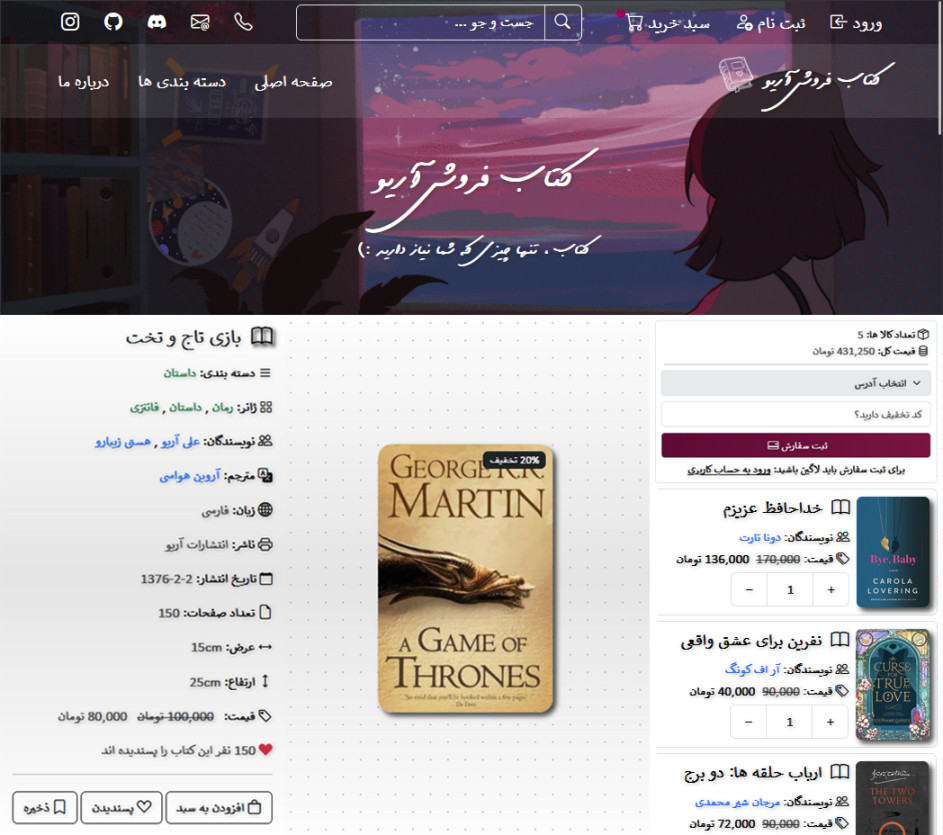 ورود
ثبت نام
سبد خرید
جست و جو ...
کتاب فروشی آریو
صفحه اصلی
دسته بندی ها
درباره ما
کتاب فروشی آریو
کتاب ، تنها چیزی که شما نیاز دارید :)
تعداد کالا ها: 5
قیمت کل: 431,250 تومان
انتخاب آدرس
کد تخفیف دارید؟
ثبت سفارش
برای ثبت سفارش باید لاگین باشید: ورود به حساب کاربری
خداحافظ عزیزم
نویسندگان: دونا تارت
قیمت: 170,000 136,000 تومان
+ 1 −
Bye, Baby
CAROLA
LOVERING
نفرین برای عشق واقعی
نویسندگان: آر اف کونگ
قیمت: 90,000 40,000 تومان
+ 1 −
A
CURSE
FOR
TRUE
LOVE
ارباب حلقه ها: دو برج
نویسندگان: مرجان شیر محمدی
قیمت: 90,000 72,000 تومان
THE TWO
TOWERS
20% تخفیف
GEORGE R.R.
MARTIN
A GAME OF
THRONES
بازی تاج و تخت
دسته بندی: داستان
ژانر: رمان , داستان , فانتزی
نویسندگان: علی آریو , هستی زیبارو
مترجم: آروین هواسی
زبان: فارسی
ناشر: انتشارات آریو
تاریخ انتشار: 2-2-1376
تعداد صفحات: 150
عرض: 15cm
ارتفاع: 25cm
قیمت: 100,000 تومان 80,000 تومان
150 نفر این کتاب را پسندیده اند
افزودن به سبد
پسندیدن
ذخیره